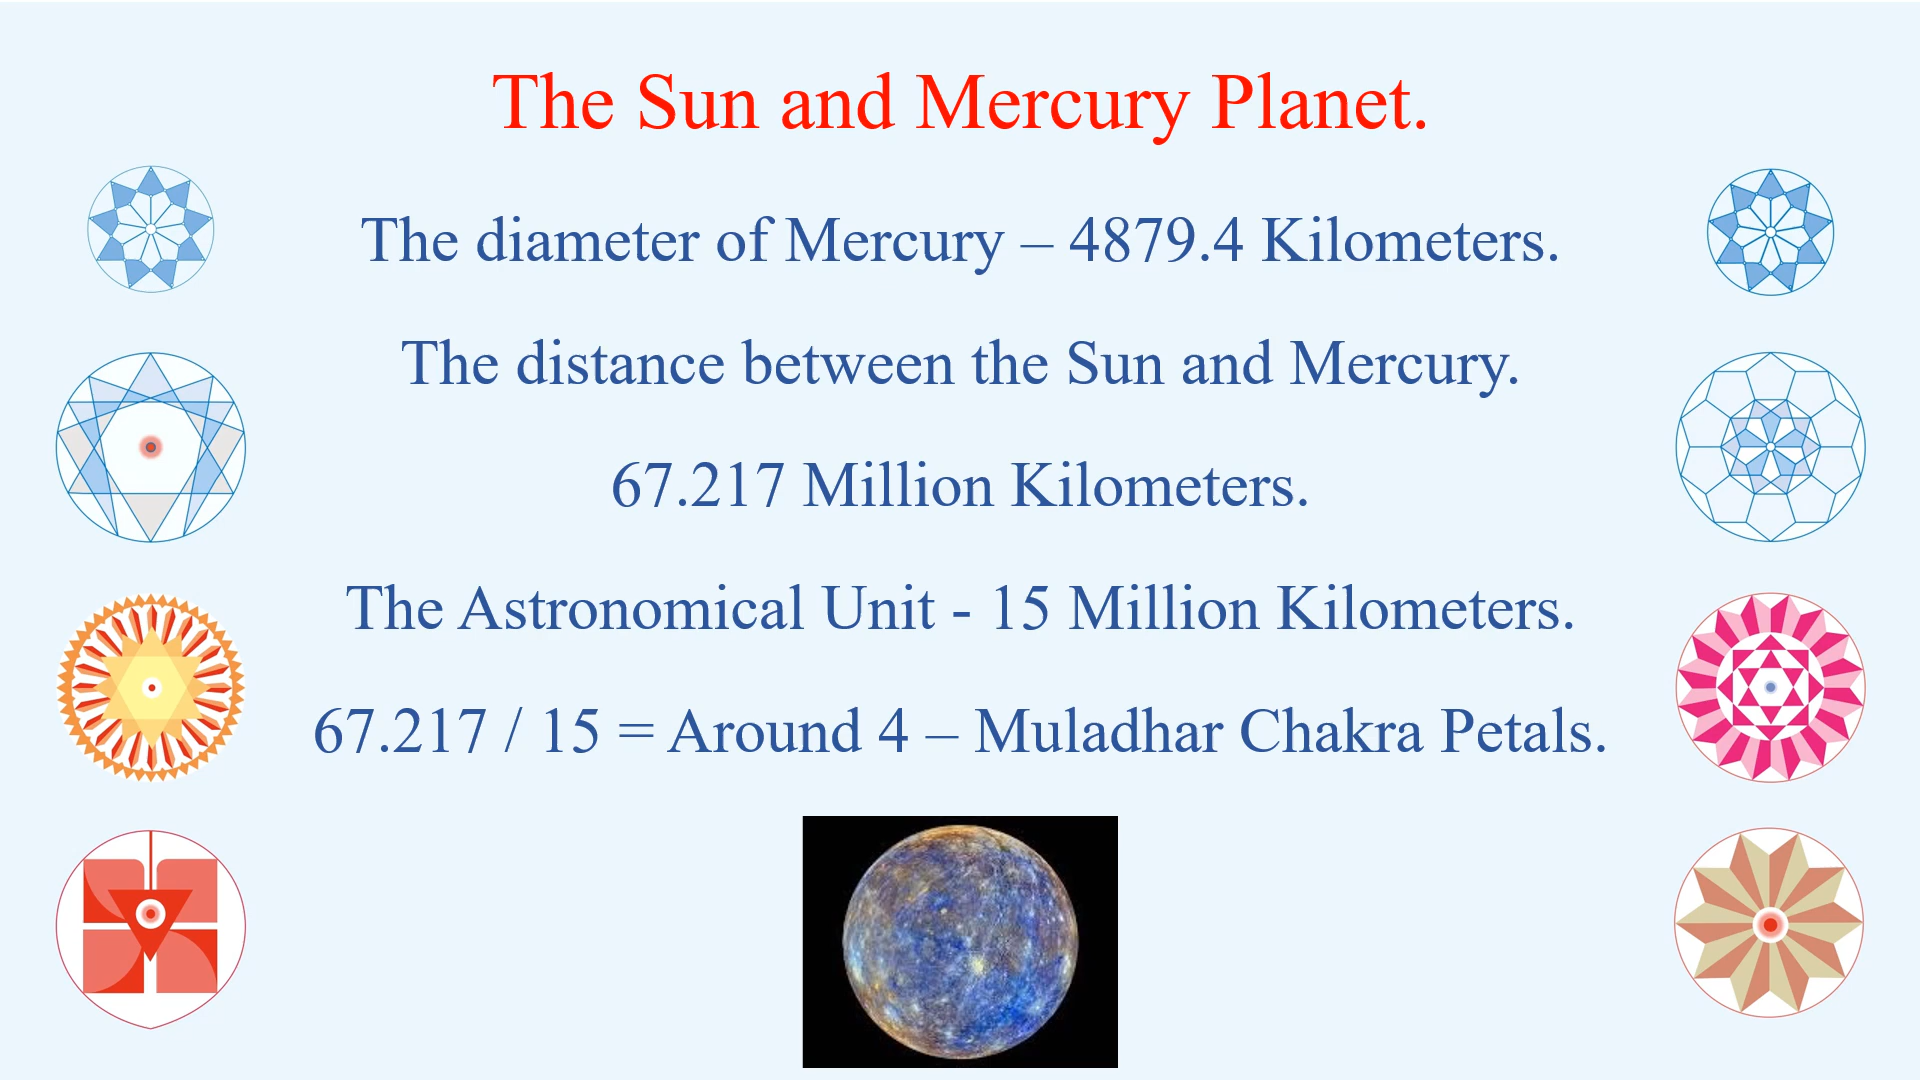 The Sun and Mercury Planet.
The diameter of Mercury – 4879.4 Kilometers.
The distance between the Sun and Mercury.
67.217 Million Kilometers.
The Astronomical Unit - 15 Million Kilometers.
67.217 / 15 = Around 4 – Muladhar Chakra Petals.